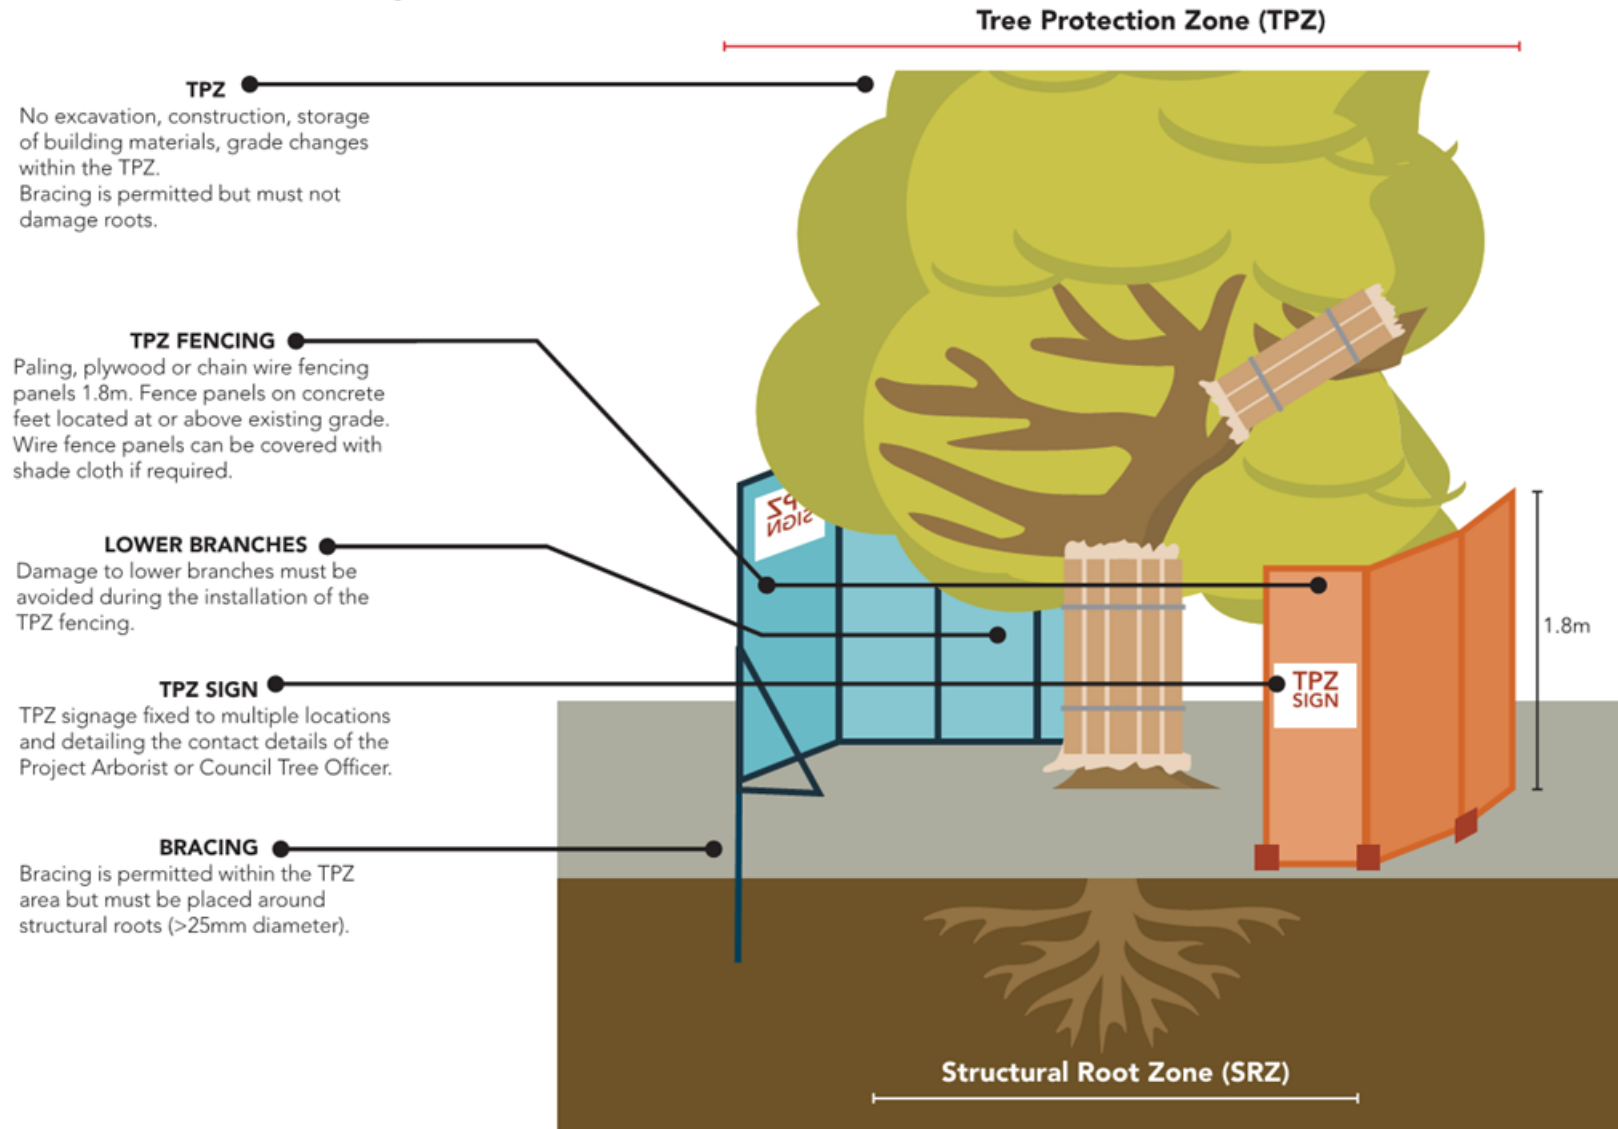 Tree Protection Zone (TPZ)
TPZ
No excavation, construction, storage
of building materials, grade changes
within the TPZ.
Bracing is permitted but must not
damage roots.
TPZ FENCING
Paling, plywood or chain wire fencing
panels 1.8m. Fence panels on concrete
feet located at or above existing grade.
Wire fence panels can be covered with
shade cloth if required.
TPZ
SIGN
LOWER BRANCHES
Damage to lower branches must be
avoided during the installation of the
TPZ fencing.
1.8m
TPZ SIGN
TPZ signage fixed to multiple locations
and detailing the contact details of the
Project Arborist or Council Tree Officer.
TPZ
SIGN
BRACING
Bracing is permitted within the TPZ
area but must be placed around
structural roots (>25mm diameter).
Structural Root Zone (SRZ)